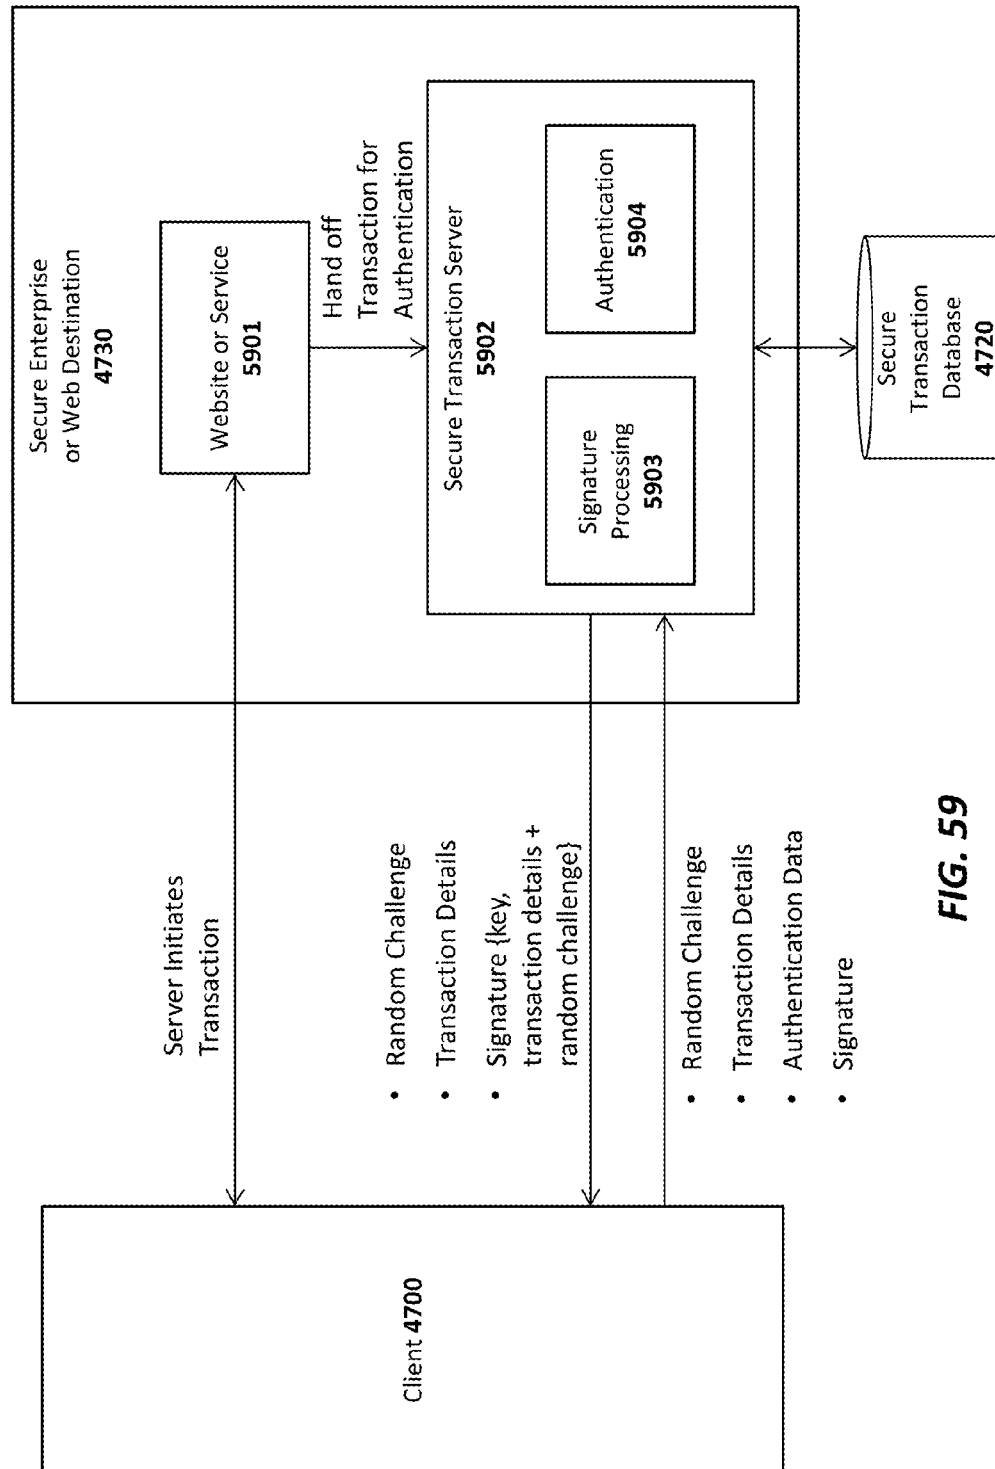 Secure Enterprise
or Web Destination
4730
Website or Service
5901
Hand off
Transaction for
Authentication
Secure Transaction Server
5902
Signature
Processing
5903
Authentication
5904
Secure
Transaction
Database
4720
Server Initiates
Transaction
• Random Challenge
• Transaction Details
• Signature {key,
transaction details +
random challenge}
• Random Challenge
• Transaction Details
• Authentication Data
• Signature
Client 4700
FIG. 59